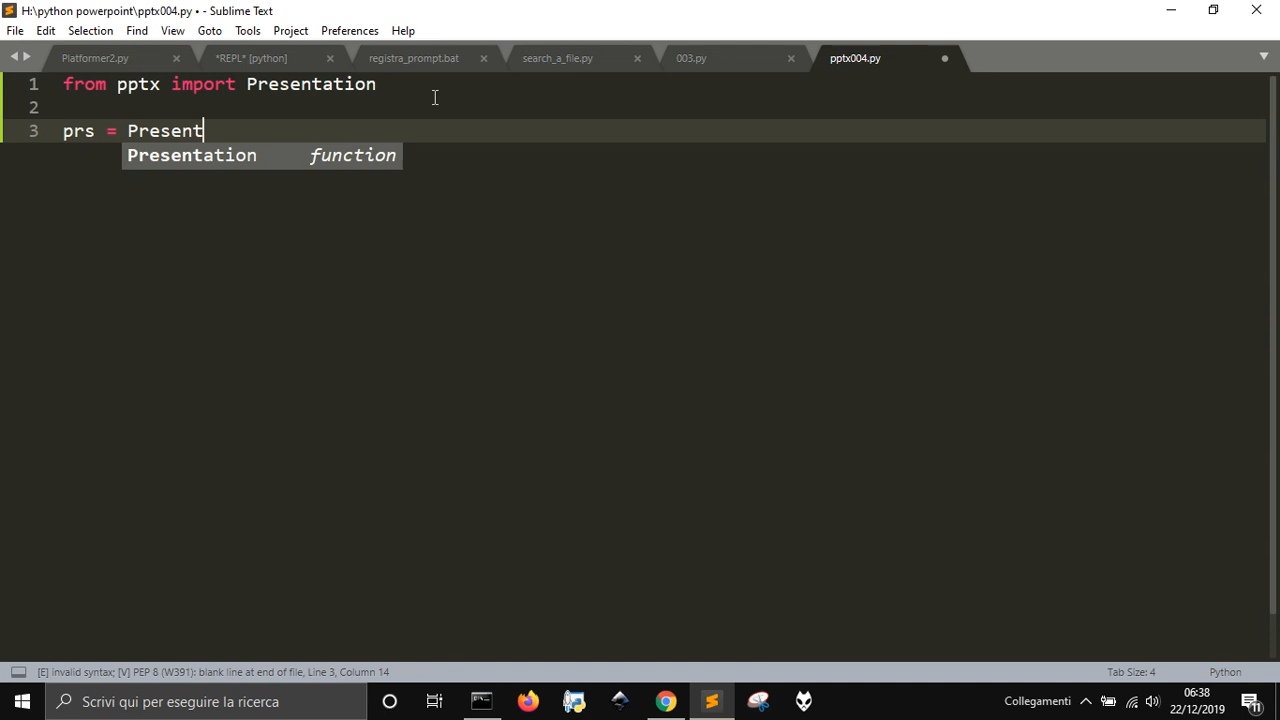 H:\python powerpoint\pptx004.py • - Sublime Text
File Edit Selection Find View Goto Tools Project Preferences Help
Platformer2.py × *REPL* [python] × registra_prompt.bat × search_a_file.py × 003.py × pptx004.py
1 from pptx import Presentation
2
3 prs = Present
Presentation function
[E] invalid syntax; [V] PEP 8 (W391): blank line at end of file, Line 3, Column 14 Tab Size: 4 Python
Scrivi qui per eseguire la ricerca Collegamenti 06:38
22/12/2019 11